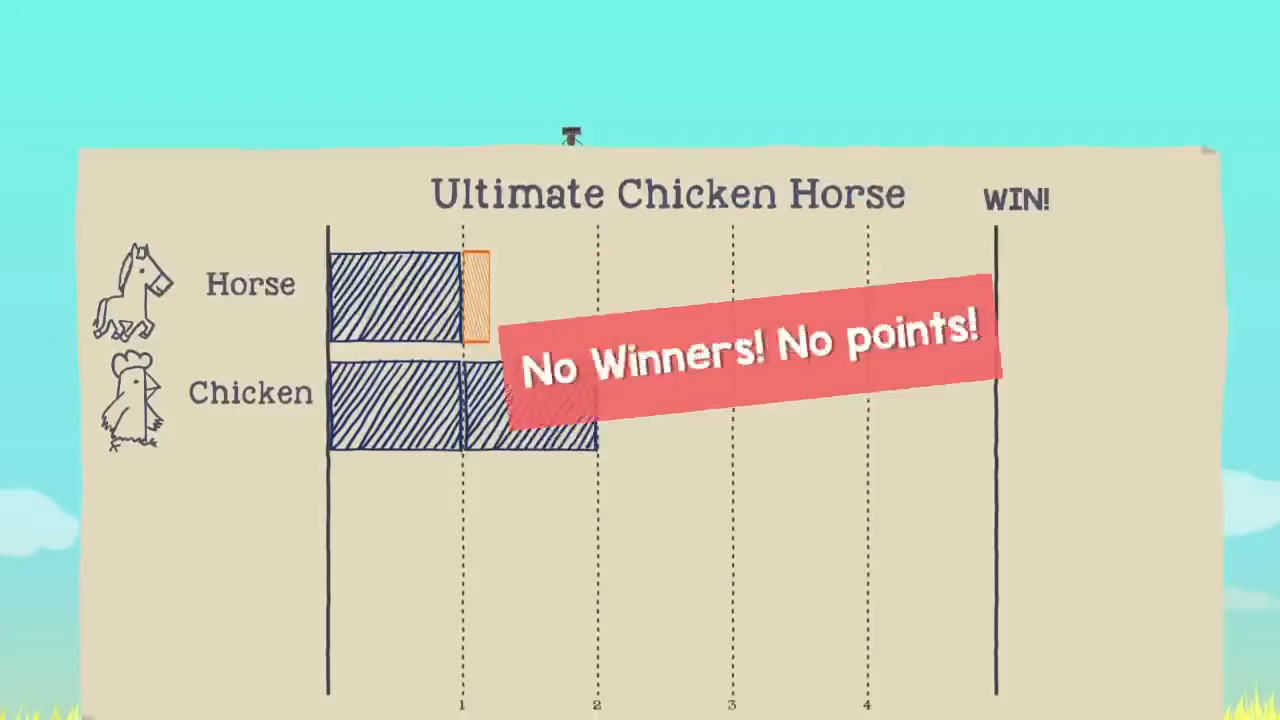 Ultimate Chicken Horse
WIN!
Horse
No Winners! No points!
Chicken
1 2 3 4